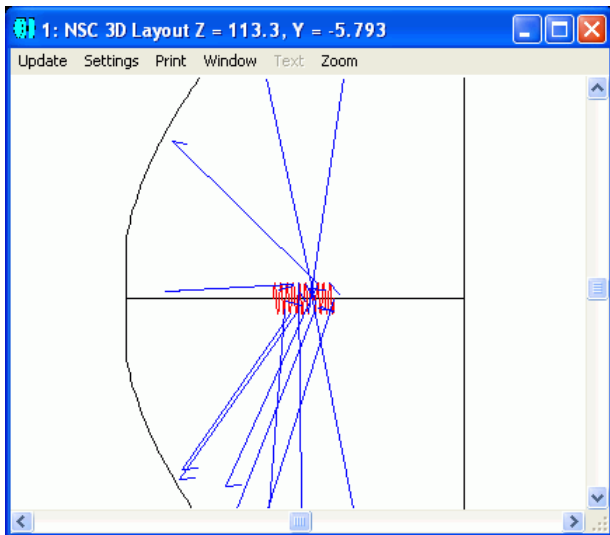 1: NSC 3D Layout Z = 113.3, Y = -5.793
Update Settings Print Window Text Zoom